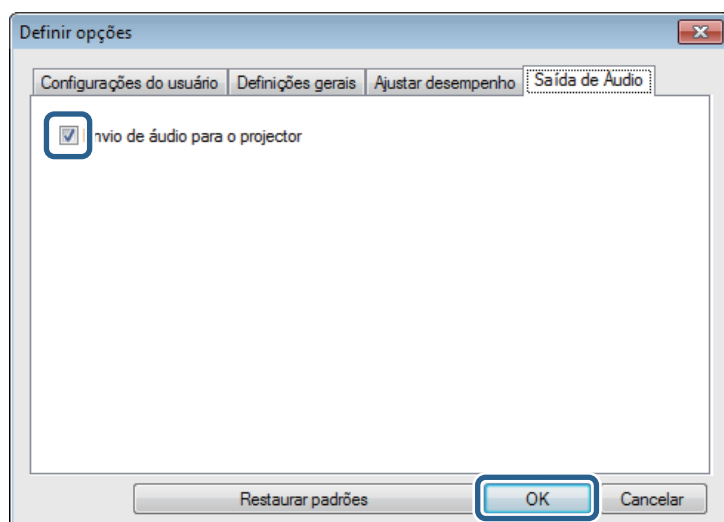 Definir opções
Configurações do usuário Definições gerais Ajustar desempenho Saída de Áudio
nvio de áudio para o projector
Restaurar padrões OK Cancelar